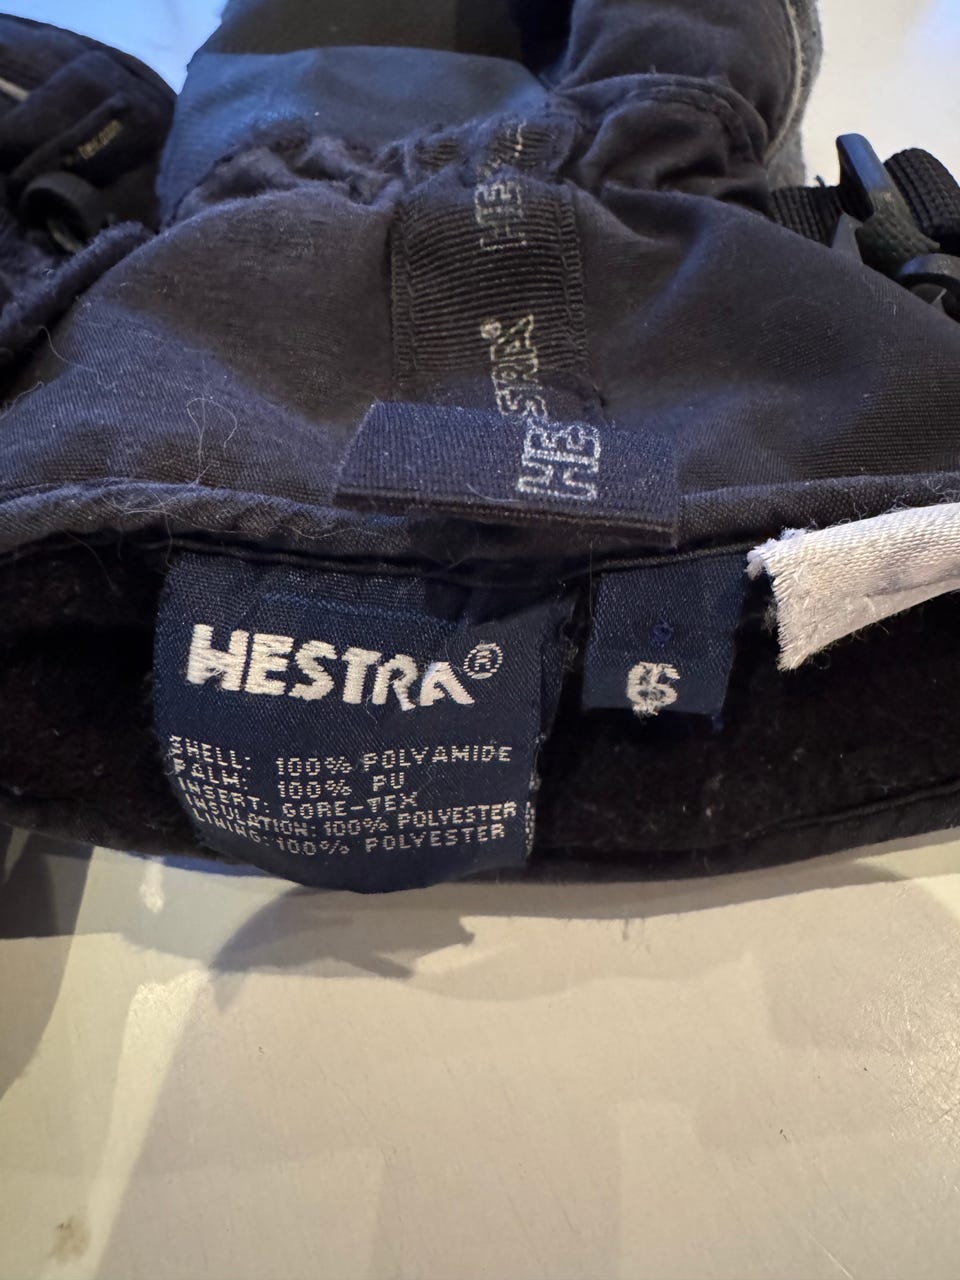 HESTRA®
HESTRA®
SHELL: 100% POLYAMIDE
PALM: 100% PU
INSERT: GORE-TEX
INSULATION: 100% POLYESTER
LINING: 100% POLYESTER
6